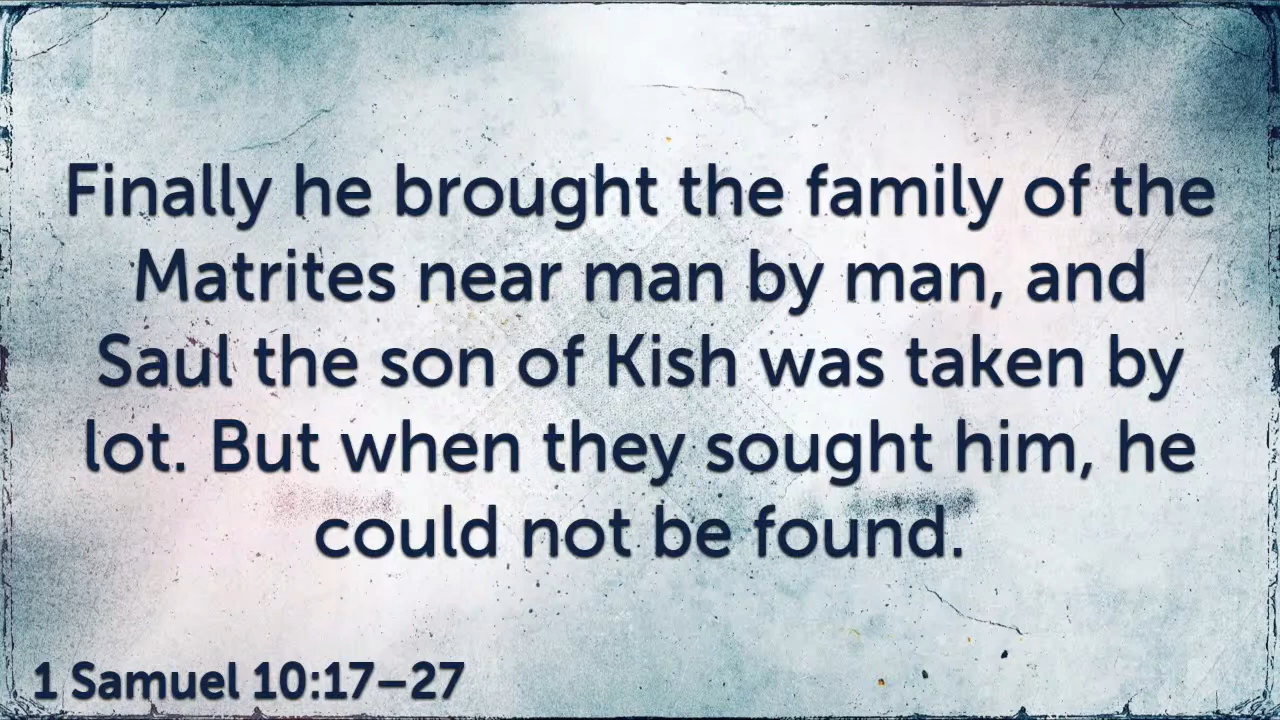 Finally he brought the family of the
Matrites near man by man, and
Saul the son of Kish was taken by
lot. But when they sought him, he
could not be found.
1 Samuel 10:17–27